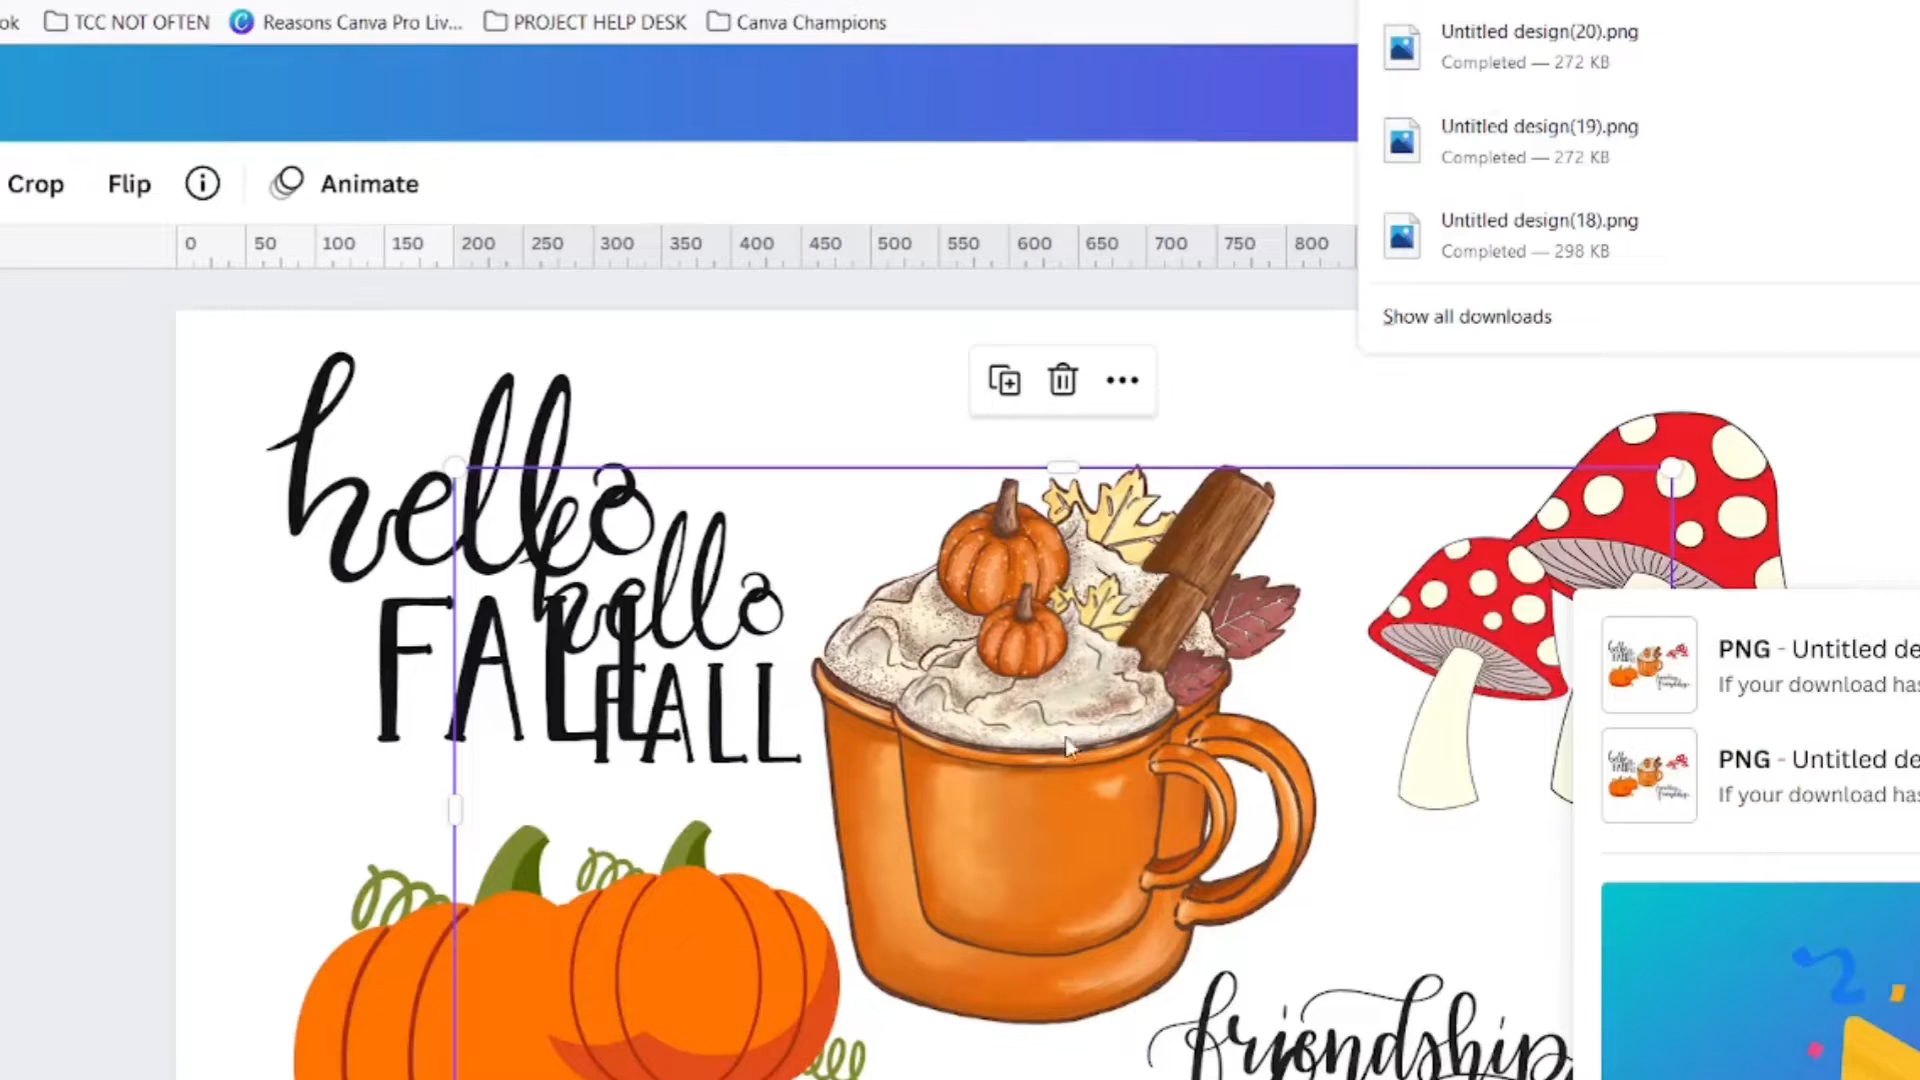 ok
TCC NOT OFTEN
Reasons Canva Pro Liv...
PROJECT HELP DESK
Canva Champions
Untitled design(20).png
Completed — 272 KB
Untitled design(19).png
Completed — 272 KB
Untitled design(18).png
Completed — 298 KB
Show all downloads
Crop
Flip
Animate
0 50 100 150 200 250 300 350 400 450 500 550 600 650 700 750 800
hello
FALL
hello
FALL
PNG - Untitled de
If your download has
PNG - Untitled de
If your download has
friendship